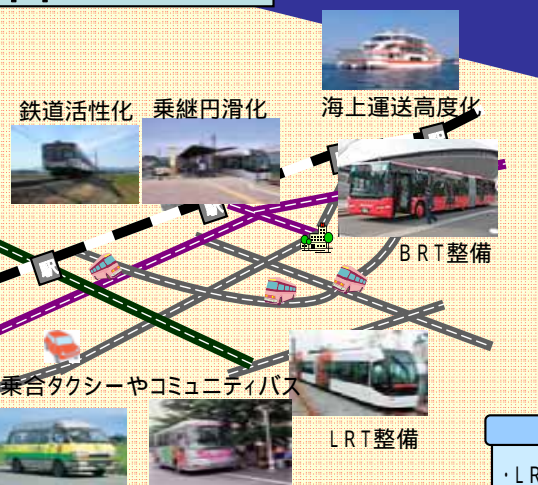 海上運送高度化
鉄道活性化
乗継円滑化
BRT整備
乗合タクシーやコミュニティバス
LRT整備
・LR